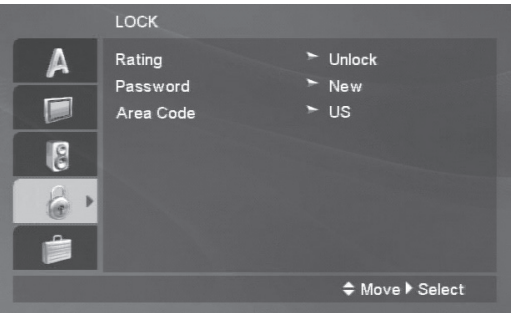 LOCK
Rating Unlock
Password New
Area Code US
Move Select